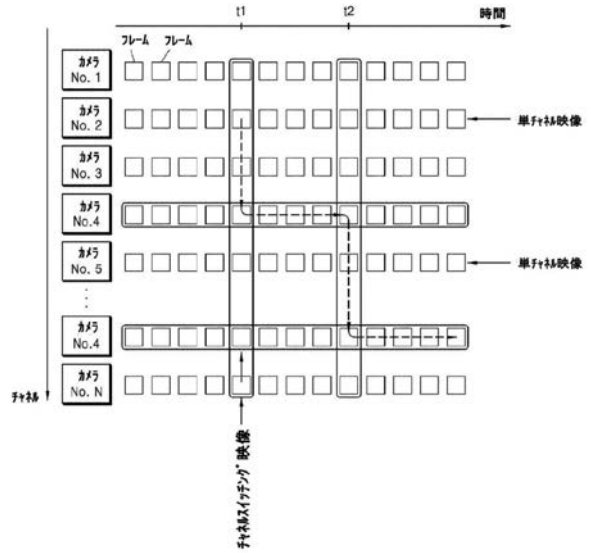 t1
t2
時間
フレーム
フレーム
カメラ
No. 1
カメラ
No. 2
単チャネル映像
カメラ
No. 3
カメラ
No.4
カメラ
No. 5
単チャネル映像
カメラ
No.4
カメラ
No. N
チャネル
チャネルスイッチング映像